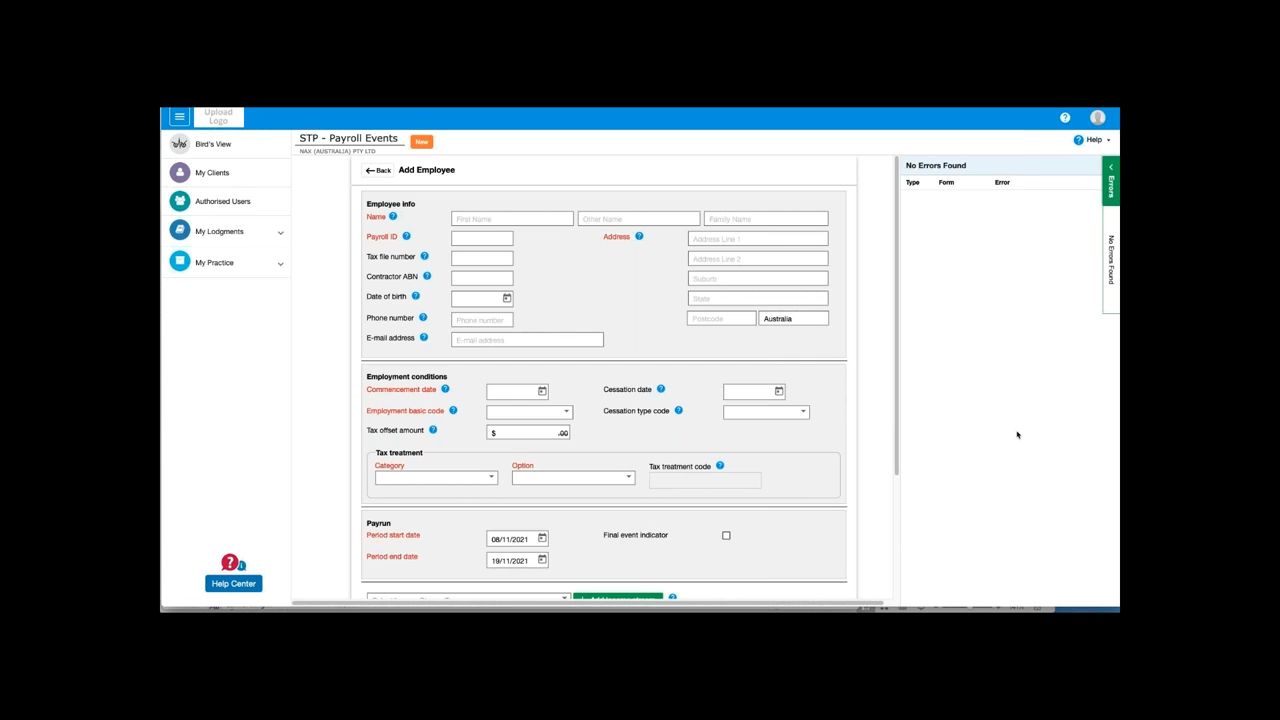 Upload
Logo
STP - Payroll Events
New
NAX (AUSTRALIA) PTY LTD
Help
Bird's View
My Clients
Authorised Users
My Lodgments
My Practice
Help Center
Back
Add Employee
Employee info
Name
First Name
Other Name
Family Name
Payroll ID
Address
Address Line 1
Tax file number
Address Line 2
Contractor ABN
Suburb
Date of birth
State
Phone number
Phone number
Postcode
Australia
E-mail address
E-mail address
Employment conditions
Commencement date
Cessation date
Employment basic code
Cessation type code
Tax offset amount
$
.00
Tax treatment
Category
Option
Tax treatment code
Payrun
Period start date
08/11/2021
Final event indicator
Period end date
19/11/2021
No Errors Found
Type
Form
Error
Errors
No Errors Found